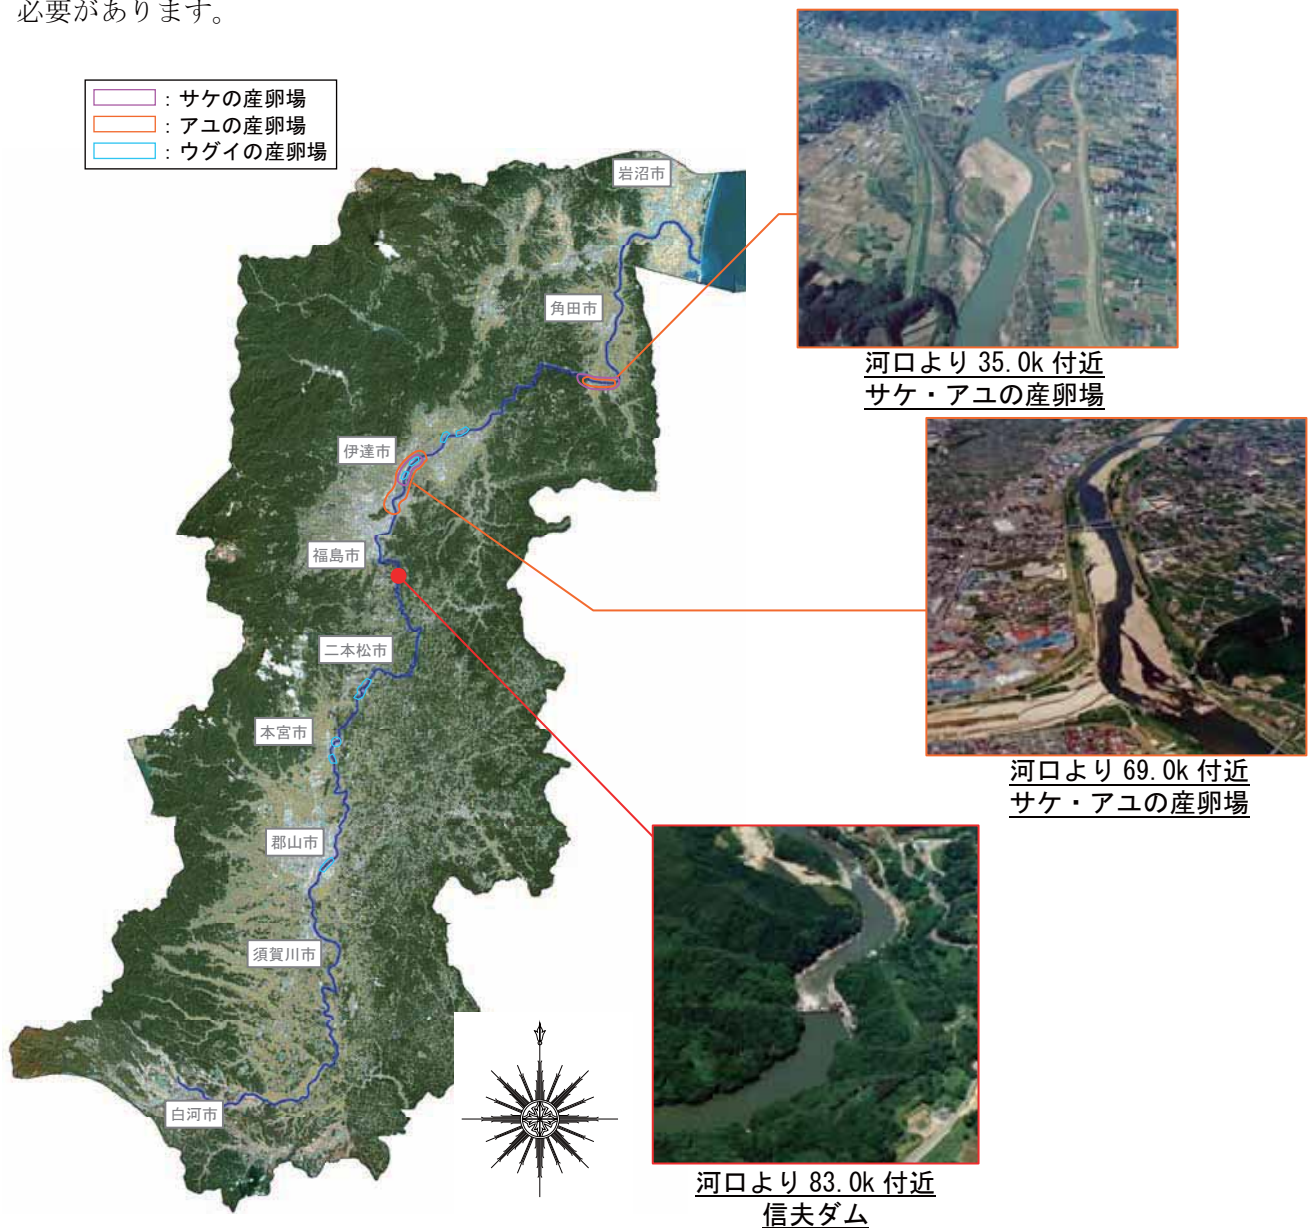 必要があります。
：サケの産卵場
：アユの産卵場
：ウグイの産卵場
岩沼市
角田市
河口より 35.0k 付近
サケ・アユの産卵場
伊達市
福島市
二本松市
本宮市
河口より 69.0k 付近
サケ・アユの産卵場
郡山市
須賀川市
白河市
河口より 83.0k 付近
信夫ダム